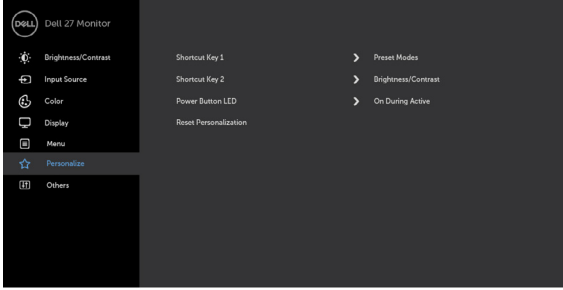 DELL Dell 27 Monitor
Brightness/Contrast Shortcut Key 1 Preset Modes
Input Source Shortcut Key 2 Brightness/Contrast
Color Power Button LED On During Active
Display Reset Personalization
Menu
Personalize
Others